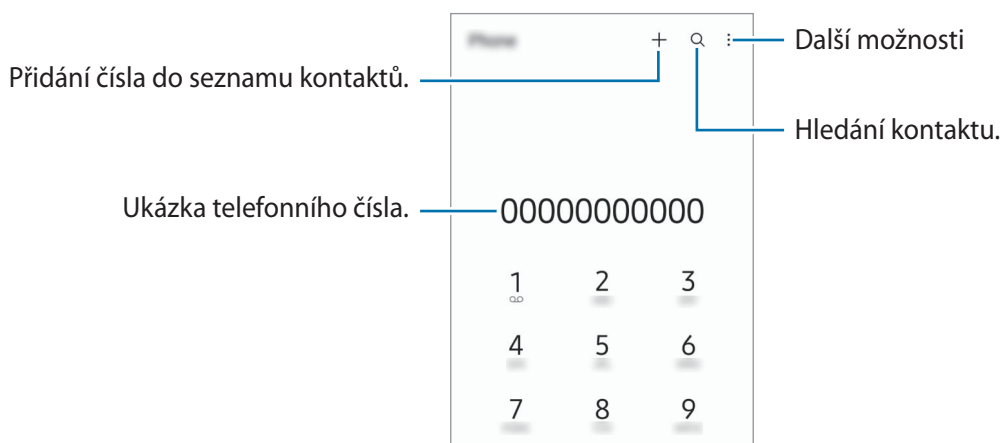 Phone
Další možnosti
Přidání čísla do seznamu kontaktů.
Hledání kontaktu.
Ukázka telefonního čísla.
00000000000
1 2 3
4 5 6
7 8 9